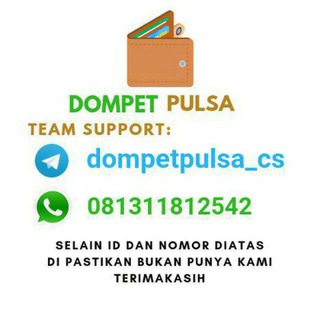 DOMPET PULSA
TEAM SUPPORT:
dompetpulsa_cs
081311812542
SELAIN ID DAN NOMOR DIATAS
DI PASTIKAN BUKAN PUNYA KAMI
TERIMAKASIH